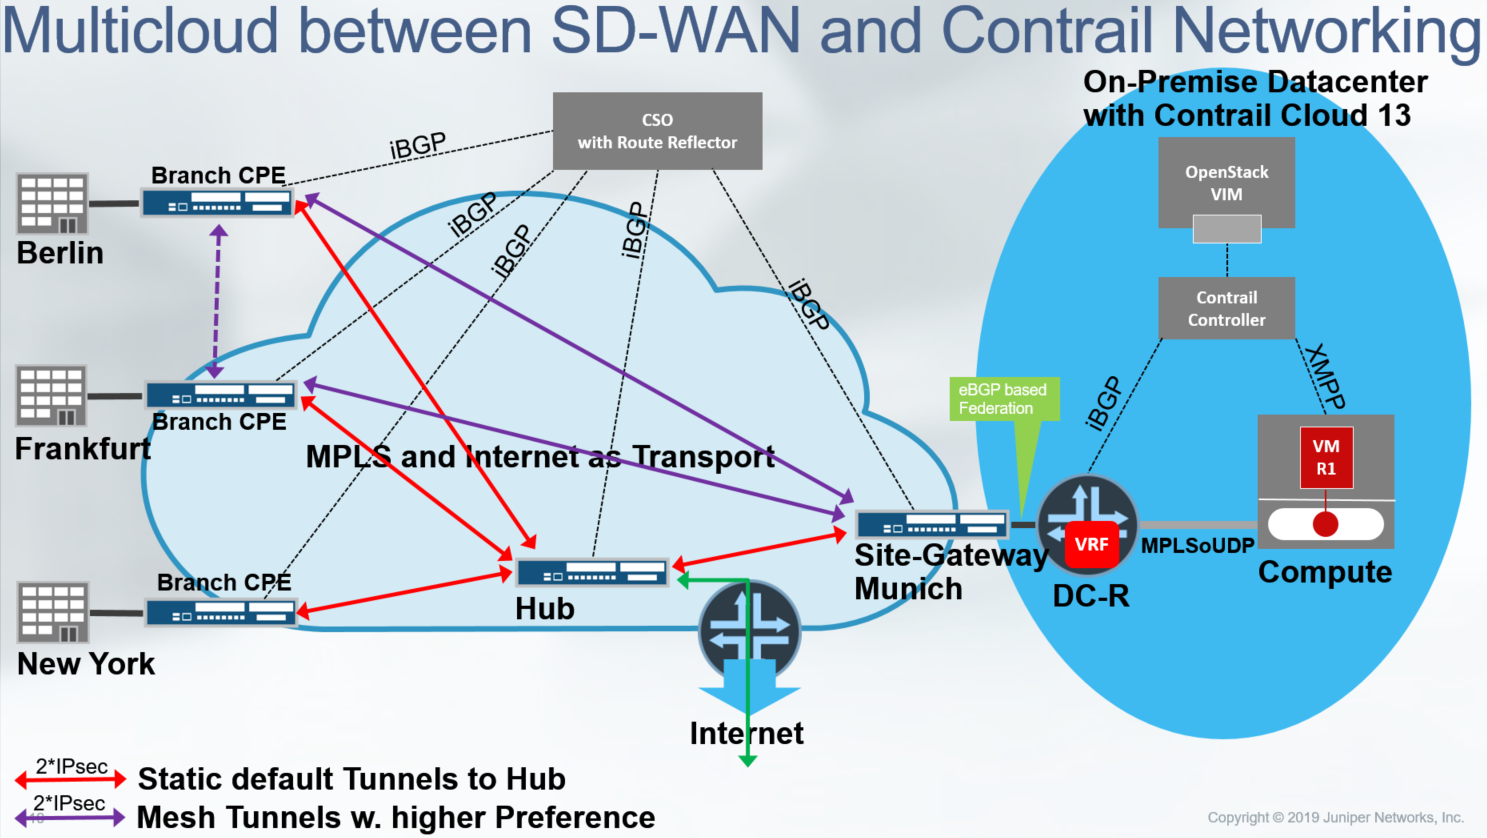 Multicloud between SD-WAN and Contrail Networking
On-Premise Datacenter
with Contrail Cloud 13
CSO
with Route Reflector
iBGP
Branch CPE
Berlin
iBGP
iBGP
iBGP
iBGP
OpenStack
VIM
Contrail
Controller
iBGP
XMPP
eBGP based
Federation
Branch CPE
Frankfurt
MPLS and Internet as Transport
VM
R1
VRF
MPLSoUDP
Site-Gateway
Munich
DC-R
Compute
Branch CPE
New York
Hub
Internet
2*IPsec
Static default Tunnels to Hub
2*IPsec
Mesh Tunnels w. higher Preference
Copyright © 2019 Juniper Networks, Inc.